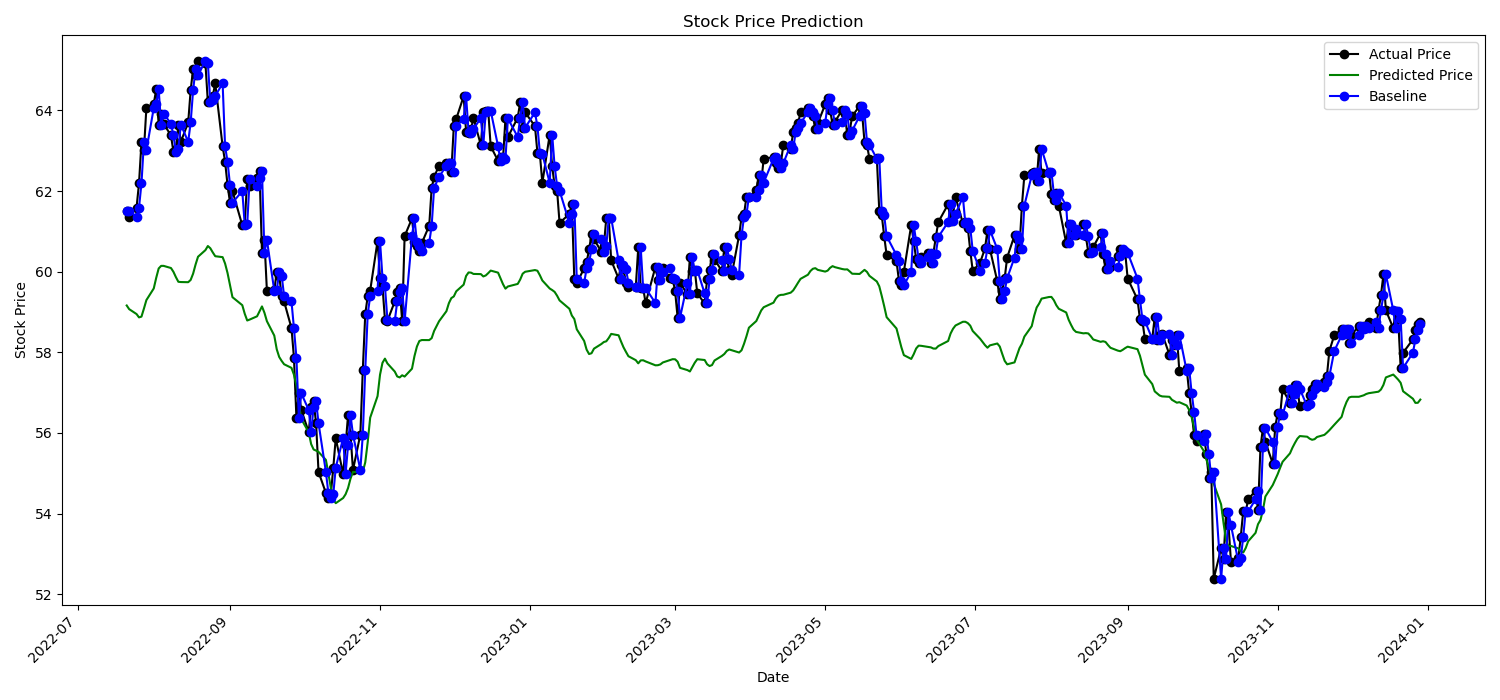 Stock Price Prediction
Actual Price
Predicted Price
Baseline
Stock Price
64
62
60
58
56
54
52
2022-07
2022-09
2022-11
2023-01
2023-03
2023-05
2023-07
2023-09
2023-11
2024-01
Date